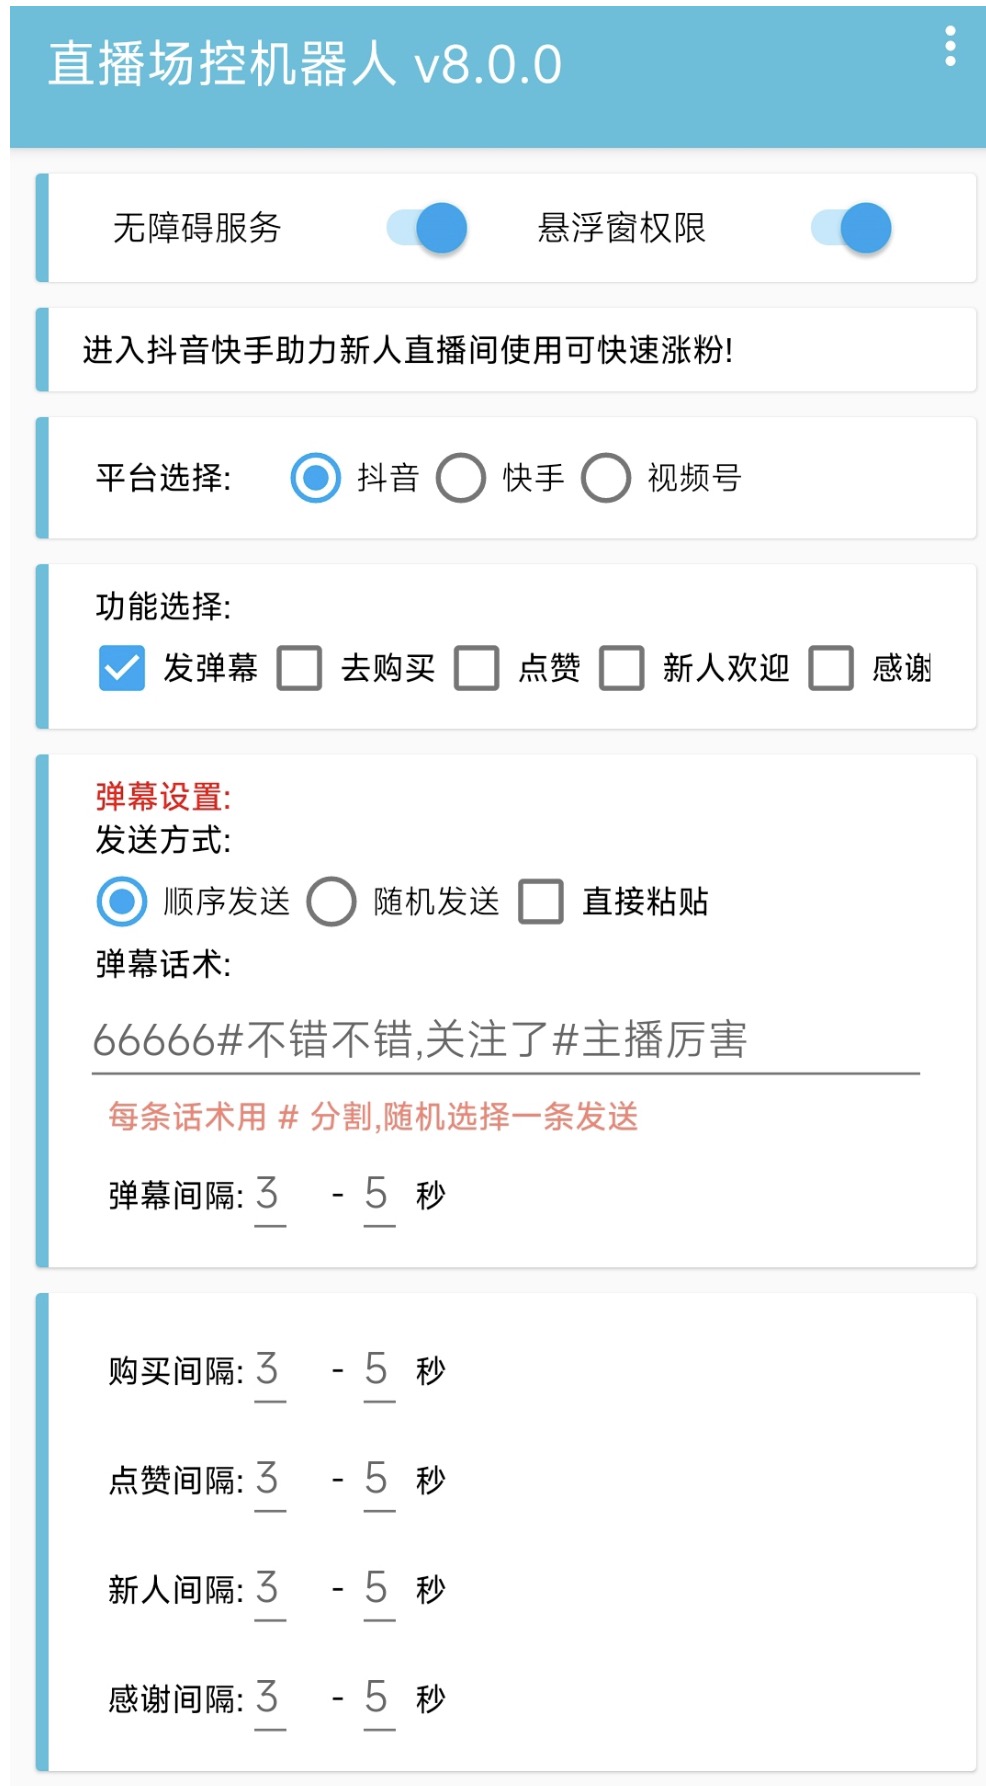 直播场控机器人 v8.0.0
无障碍服务 悬浮窗权限
进入抖音快手助力新人直播间使用可快速涨粉!
平台选择: 抖音 快手 视频号
功能选择:
发弹幕 去购买 点赞 新人欢迎 感谢
弹幕设置:
发送方式:
顺序发送 随机发送 直接粘贴
弹幕话术:
66666#不错不错,关注了#主播厉害
每条话术用 # 分割,随机选择一条发送
弹幕间隔: 3 - 5 秒
购买间隔: 3 - 5 秒
点赞间隔: 3 - 5 秒
新人间隔: 3 - 5 秒
感谢间隔: 3 - 5 秒